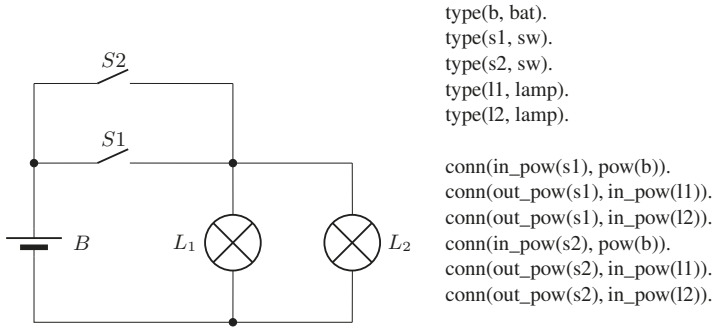 S2
S1
B
L₁
L₂
type(b, bat).
type(s1, sw).
type(s2, sw).
type(l1, lamp).
type(l2, lamp).
conn(in_pow(s1), pow(b)).
conn(out_pow(s1), in_pow(l1)).
conn(out_pow(s1), in_pow(l2)).
conn(in_pow(s2), pow(b)).
conn(out_pow(s2), in_pow(l1)).
conn(out_pow(s2), in_pow(l2)).